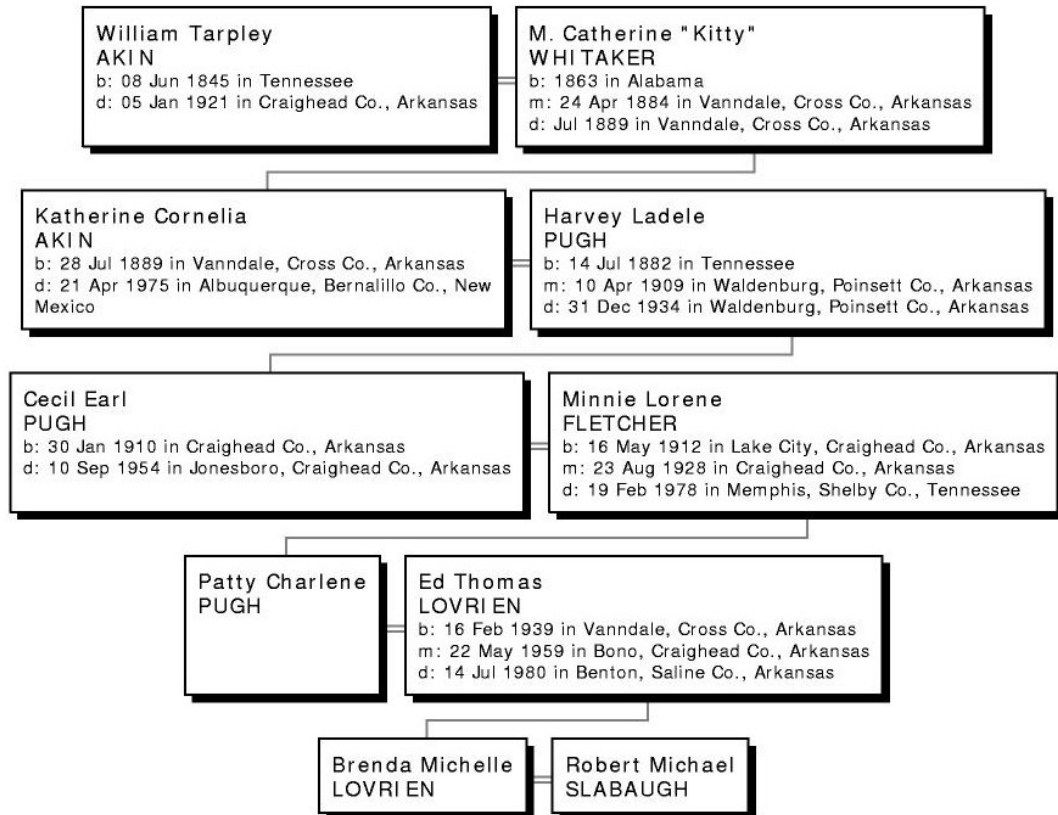 William Tarpley
AKIN
b: 08 Jun 1845 in Tennessee
d: 05 Jan 1921 in Craighead Co., Arkansas
M. Catherine "Kitty"
WHITAKER
b: 1863 in Alabama
m: 24 Apr 1884 in Vanndale, Cross Co., Arkansas
d: Jul 1889 in Vanndale, Cross Co., Arkansas
Katherine Cornelia
AKIN
b: 28 Jul 1889 in Vanndale, Cross Co., Arkansas
d: 21 Apr 1975 in Albuquerque, Bernalillo Co., New
Mexico
Harvey Ladele
PUGH
b: 14 Jul 1882 in Tennessee
m: 10 Apr 1909 in Waldenburg, Poinsett Co., Arkansas
d: 31 Dec 1934 in Waldenburg, Poinsett Co., Arkansas
Cecil Earl
PUGH
b: 30 Jan 1910 in Craighead Co., Arkansas
d: 10 Sep 1954 in Jonesboro, Craighead Co., Arkansas
Minnie Lorene
FLETCHER
b: 16 May 1912 in Lake City, Craighead Co., Arkansas
m: 23 Aug 1928 in Craighead Co., Arkansas
d: 19 Feb 1978 in Memphis, Shelby Co., Tennessee
Patty Charlene
PUGH
Ed Thomas
LOVRIEN
b: 16 Feb 1939 in Vanndale, Cross Co., Arkansas
m: 22 May 1959 in Bono, Craighead Co., Arkansas
d: 14 Jul 1980 in Benton, Saline Co., Arkansas
Brenda Michelle
LOVRIEN
Robert Michael
SLABAUGH